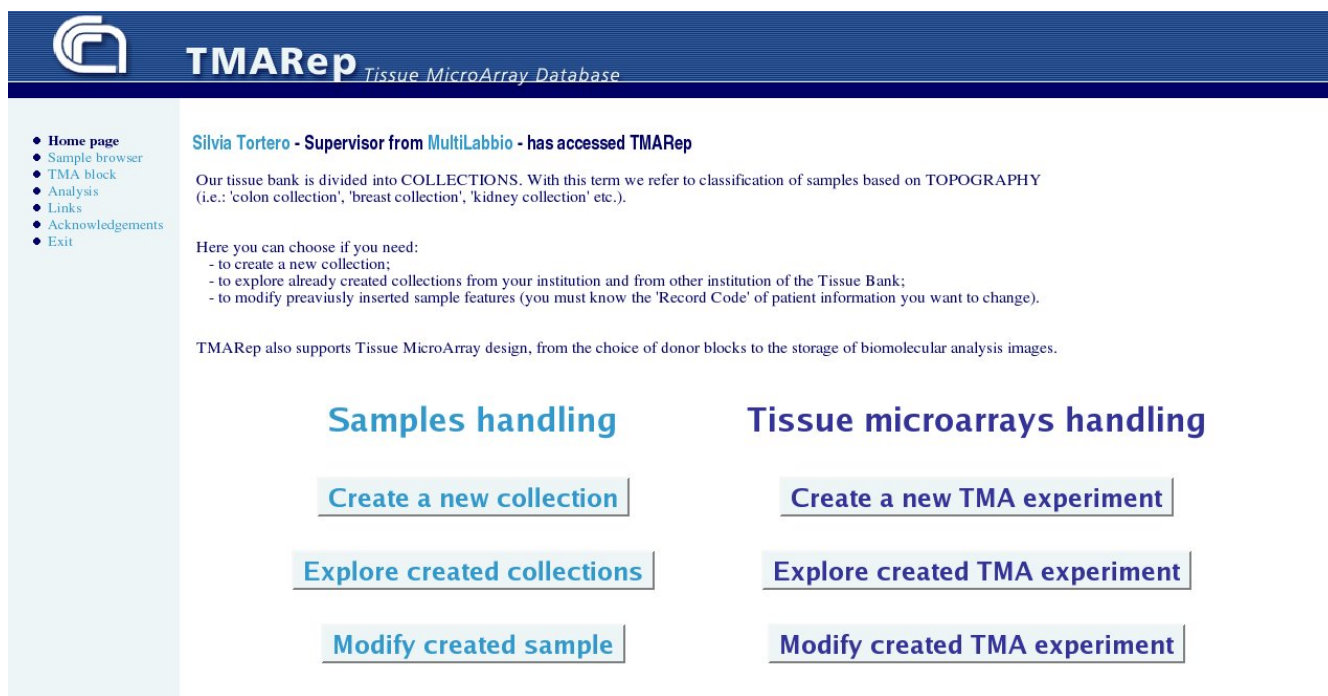 TMARep Tissue MicroArray Database
Home page
Sample browser
TMA block
Analysis
Links
Acknowledgements
Exit
Silvia Tortero - Supervisor from MultiLabbio - has accessed TMARep
Our tissue bank is divided into COLLECTIONS. With this term we refer to classification of samples based on TOPOGRAPHY
(i.e.: 'colon collection', 'breast collection', 'kidney collection' etc.).
Here you can choose if you need:
- to create a new collection;
- to explore already created collections from your institution and from other institution of the Tissue Bank;
- to modify preaviusly inserted sample features (you must know the 'Record Code' of patient information you want to change).
TMARep also supports Tissue MicroArray design, from the choice of donor blocks to the storage of biomolecular analysis images.
Samples handling
Create a new collection
Explore created collections
Modify created sample
Tissue microarrays handling
Create a new TMA experiment
Explore created TMA experiment
Modify created TMA experiment